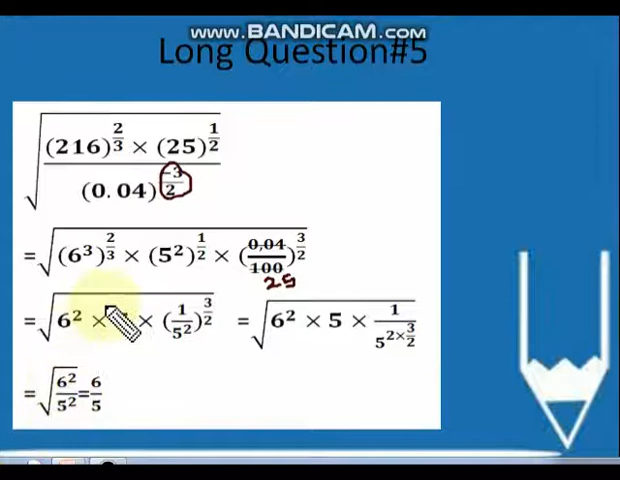 www.BANDICAM.com
Long Question#5
√((216)^(2/3) × (25)^(1/2) / (0.04)^(-3/2))
= √((6³)^(2/3) × (5²)^(1/2) × (0,04/100)^(3/2))
25
= √(6² × × (1/5²)^(3/2)) = √(6² × 5 × 1/5^(2×3/2))
= √(6²/5²)=6/5